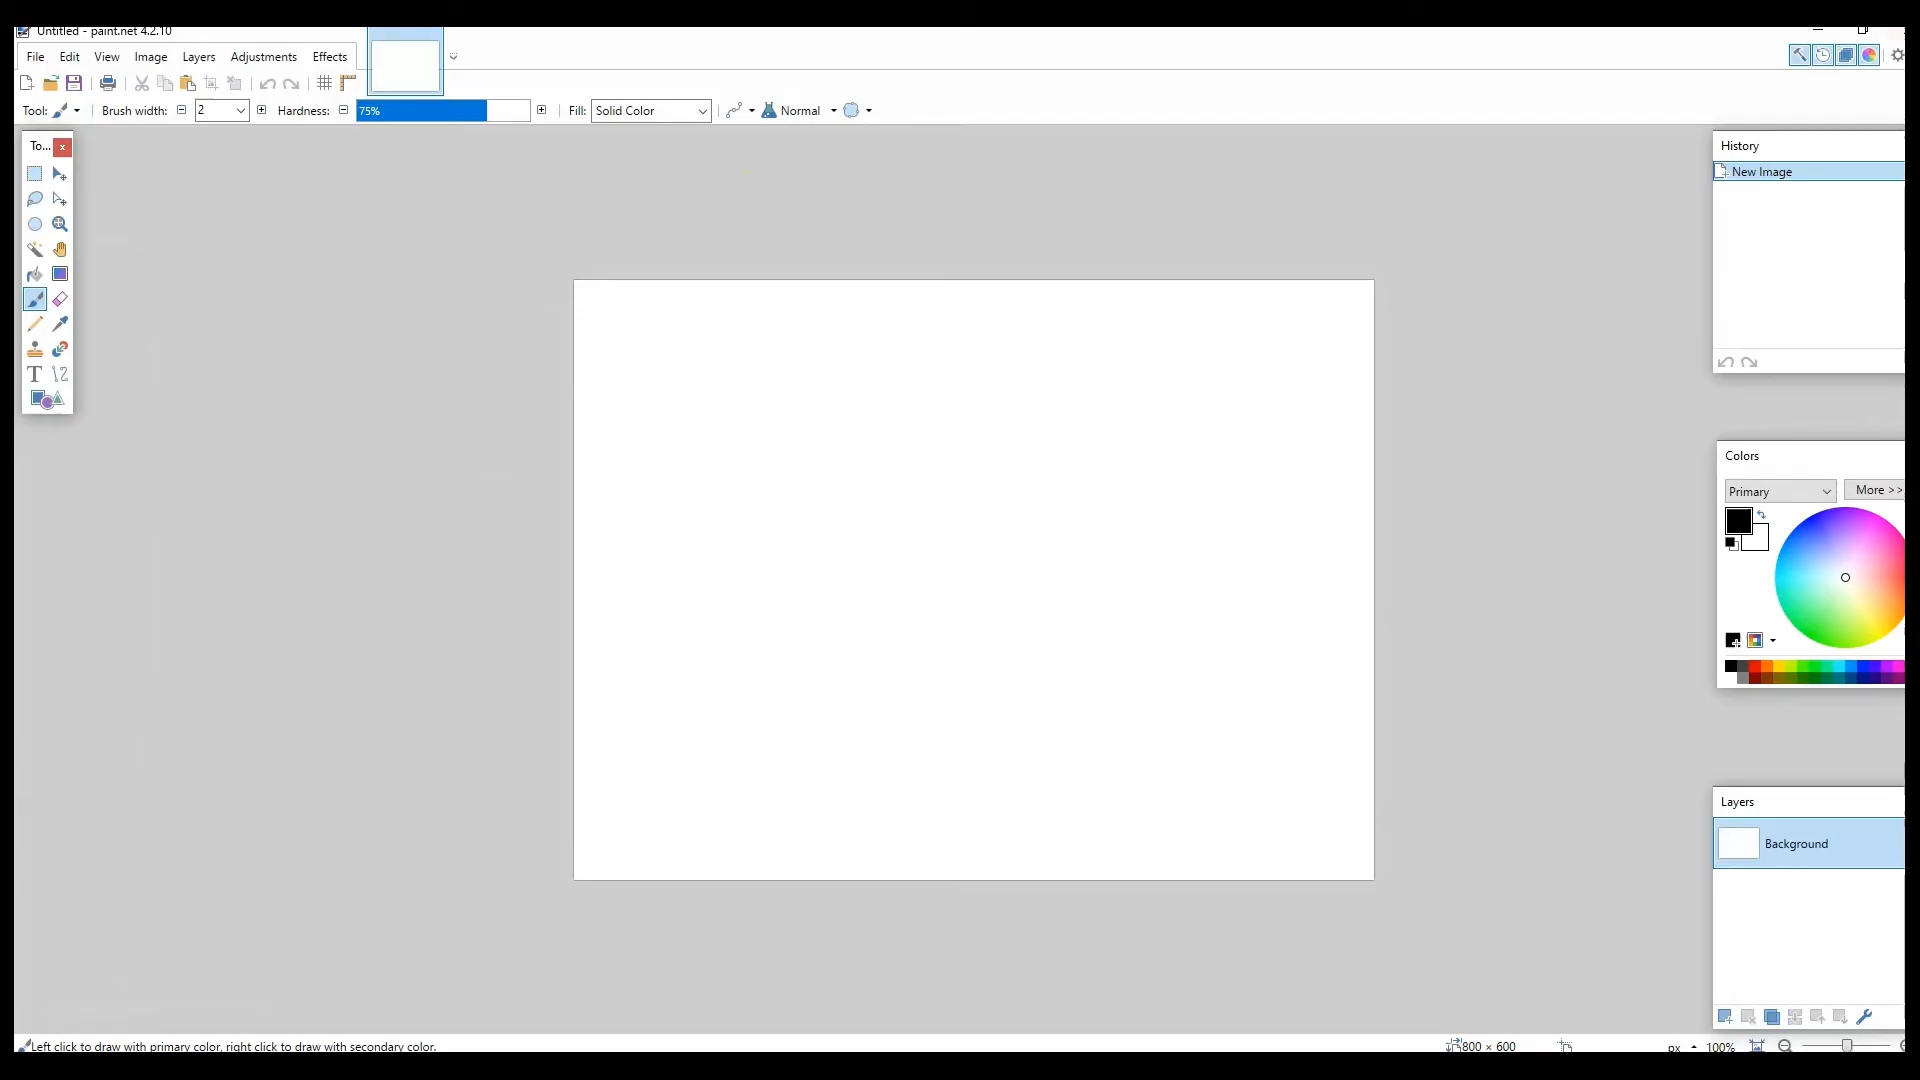 Untitled - paint.net 4.2.10
File Edit View Image Layers Adjustments Effects
Tool: Brush width: 2 Hardness: 75% Fill: Solid Color Normal
To...
History
New Image
Colors
Primary More >>
Layers
Background
Left click to draw with primary color, right click to draw with secondary color.
800 × 600 px 100%